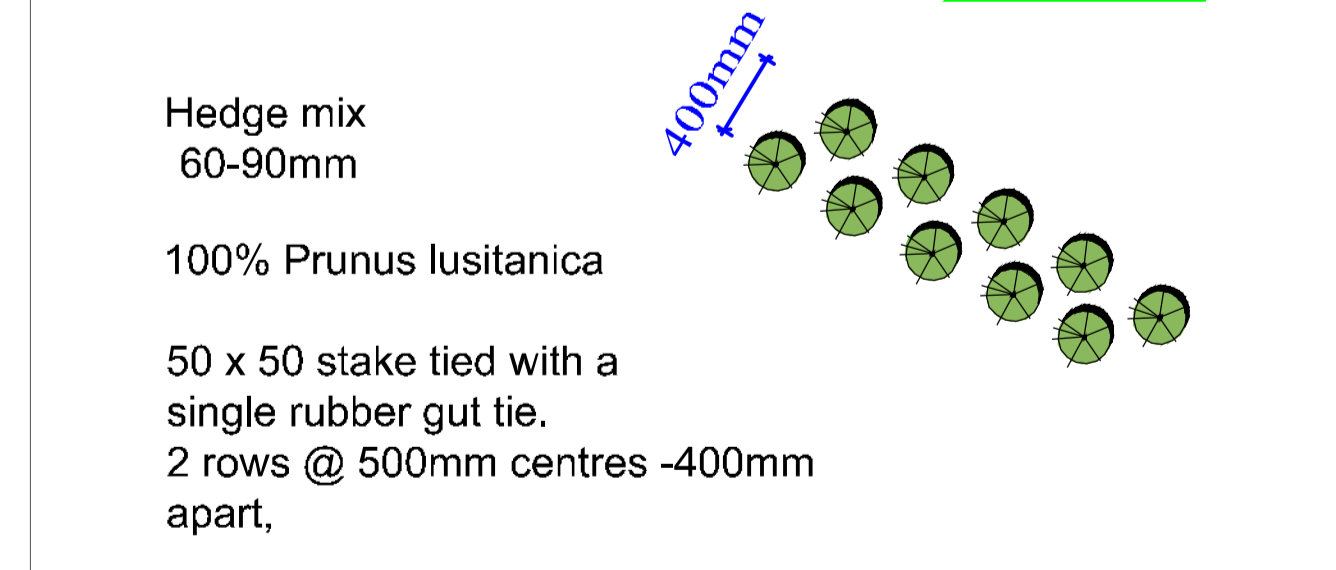 400mm
Hedge mix
60-90mm
100% Prunus lusitanica
50 x 50 stake tied with a
single rubber gut tie.
2 rows @ 500mm centres -400mm
apart,